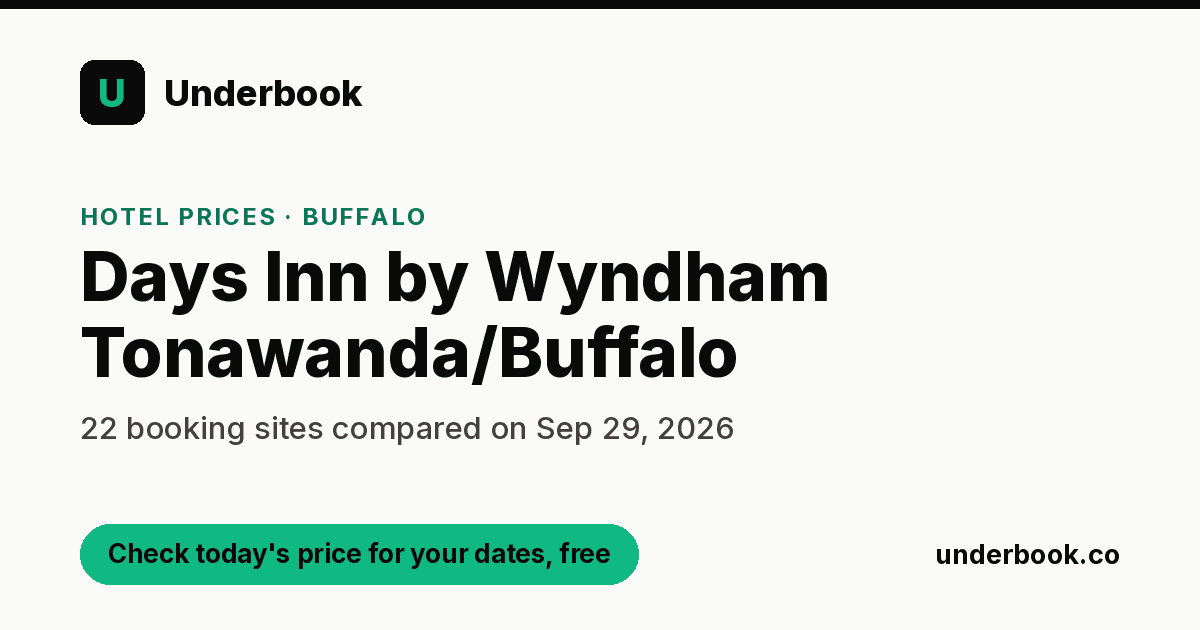 U
Underbook
HOTEL PRICES · BUFFALO
Days Inn by Wyndham
Tonawanda/Buffalo
22 booking sites compared on Sep 29, 2026
Check today's price for your dates, free
underbook.co